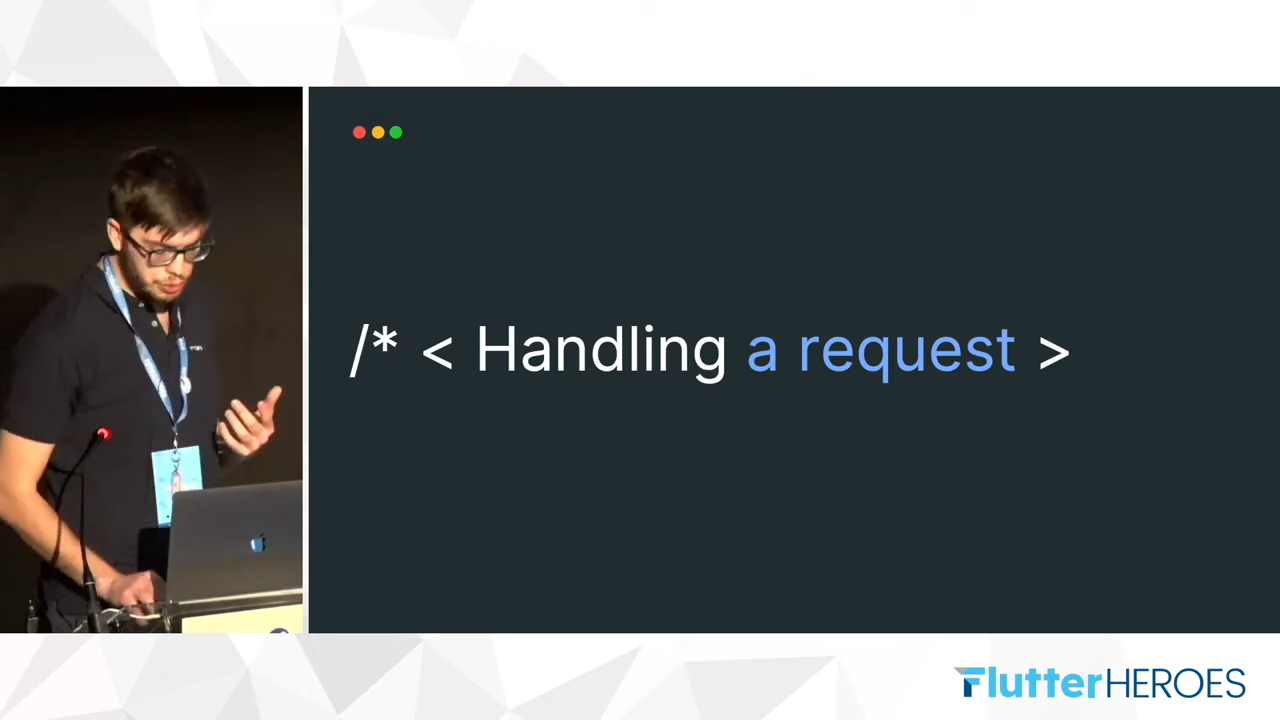 /* < Handling a request >
FlutterHEROES